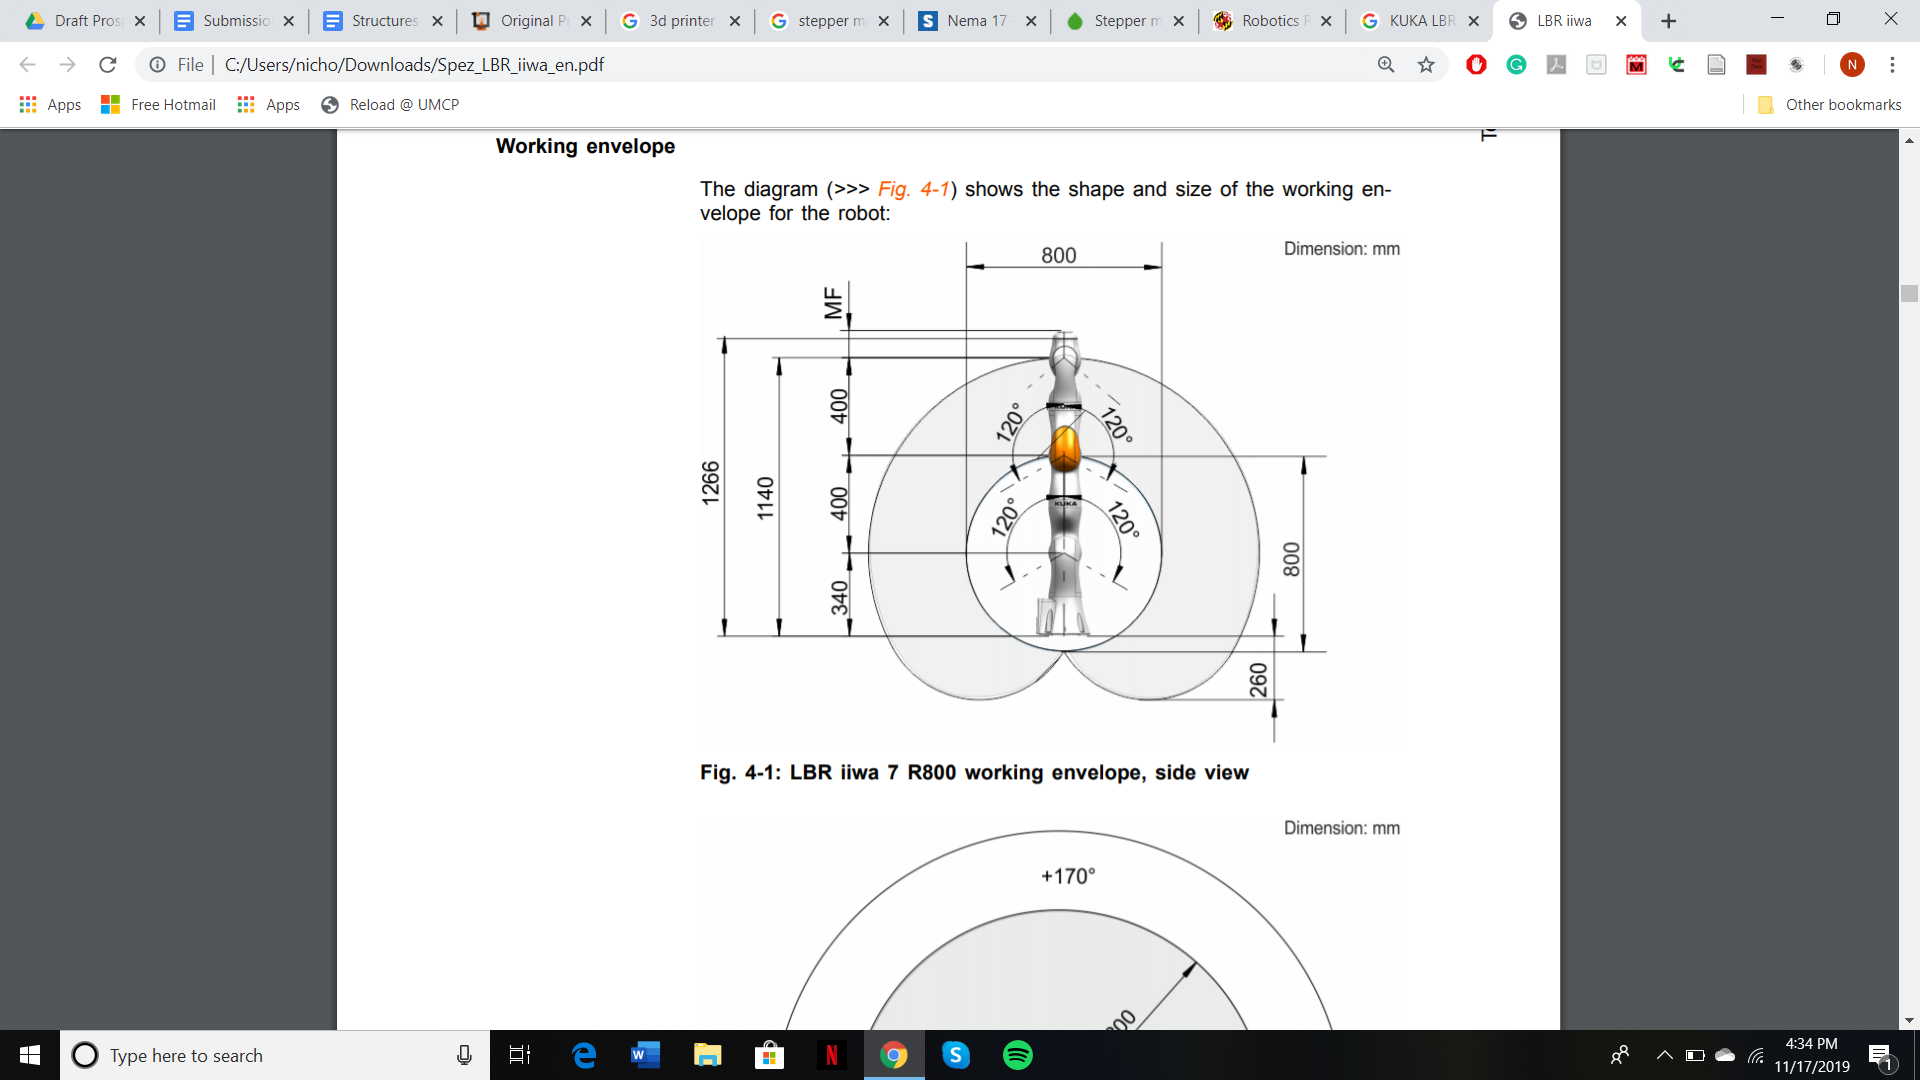 Draft Pros
Submissio
Structures
Original P
3d printer
stepper m
Nema 17 -
Stepper m
Robotics F
KUKA LBR
LBR iiwa
File
C:/Users/nicho/Downloads/Spez_LBR_iiwa_en.pdf
N
Apps
Free Hotmail
Apps
Reload @ UMCP
Other bookmarks
Working envelope
The diagram (>>> Fig. 4-1) shows the shape and size of the working en-
velope for the robot:
Dimension: mm
800
MF
400
120°
120°
1266
1140
400
KUKA
120°
120°
800
340
260
Fig. 4-1: LBR iiwa 7 R800 working envelope, side view
Dimension: mm
+170°
Type here to search
4:34 PM
11/17/2019
1